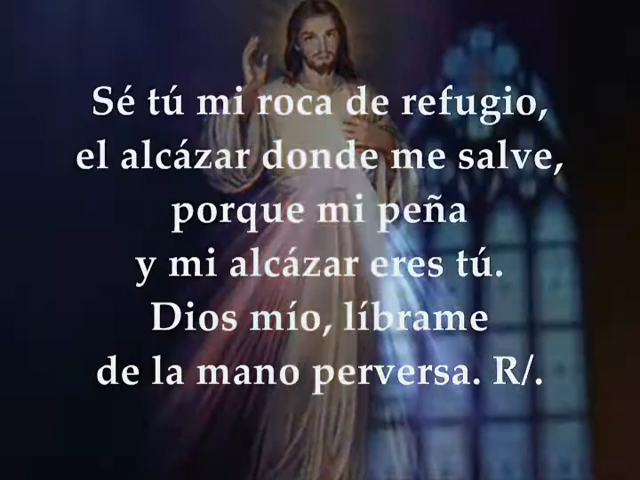 Sé tú mi roca de refugio,
el alcázar donde me salve,
porque mi peña
y mi alcázar eres tú.
Dios mío, líbrame
de la mano perversa. R/.